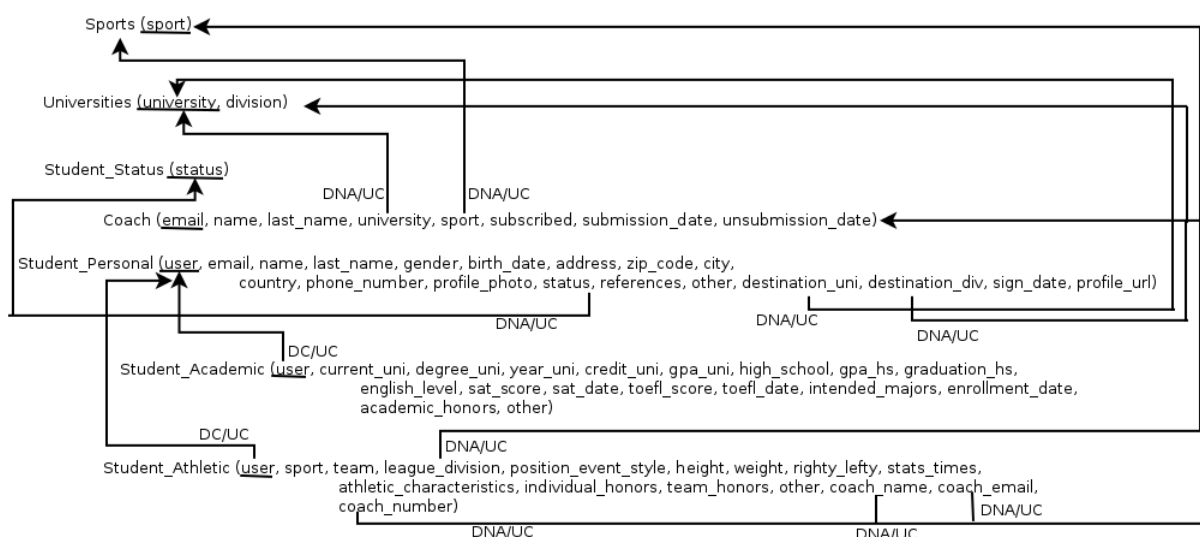 Sports (sport)
Universities (university, division)
Student_Status (status)
DNA/UC
DNA/UC
Coach (email, name, last_name, university, sport, subscribed, submission_date, unsubmission_date)
Student_Personal (user, email, name, last_name, gender, birth_date, address, zip_code, city,
country, phone_number, profile_photo, status, references, other, destination_uni, destination_div, sign_date, profile_url)
DNA/UC
DNA/UC
DNA/UC
DC/UC
Student_Academic (user, current_uni, degree_uni, year_uni, credit_uni, gpa_uni, high_school, gpa_hs, graduation_hs,
english_level, sat_score, sat_date, toefl_score, toefl_date, intended_majors, enrollment_date,
academic_honors, other)
DC/UC
DNA/UC
Student_Athletic (user, sport, team, league_division, position_event_style, height, weight, righty_lefty, stats_times,
athletic_characteristics, individual_honors, team_honors, other, coach_name, coach_email,
coach_number)
DNA/UC
DNA/UC
DNA/UC